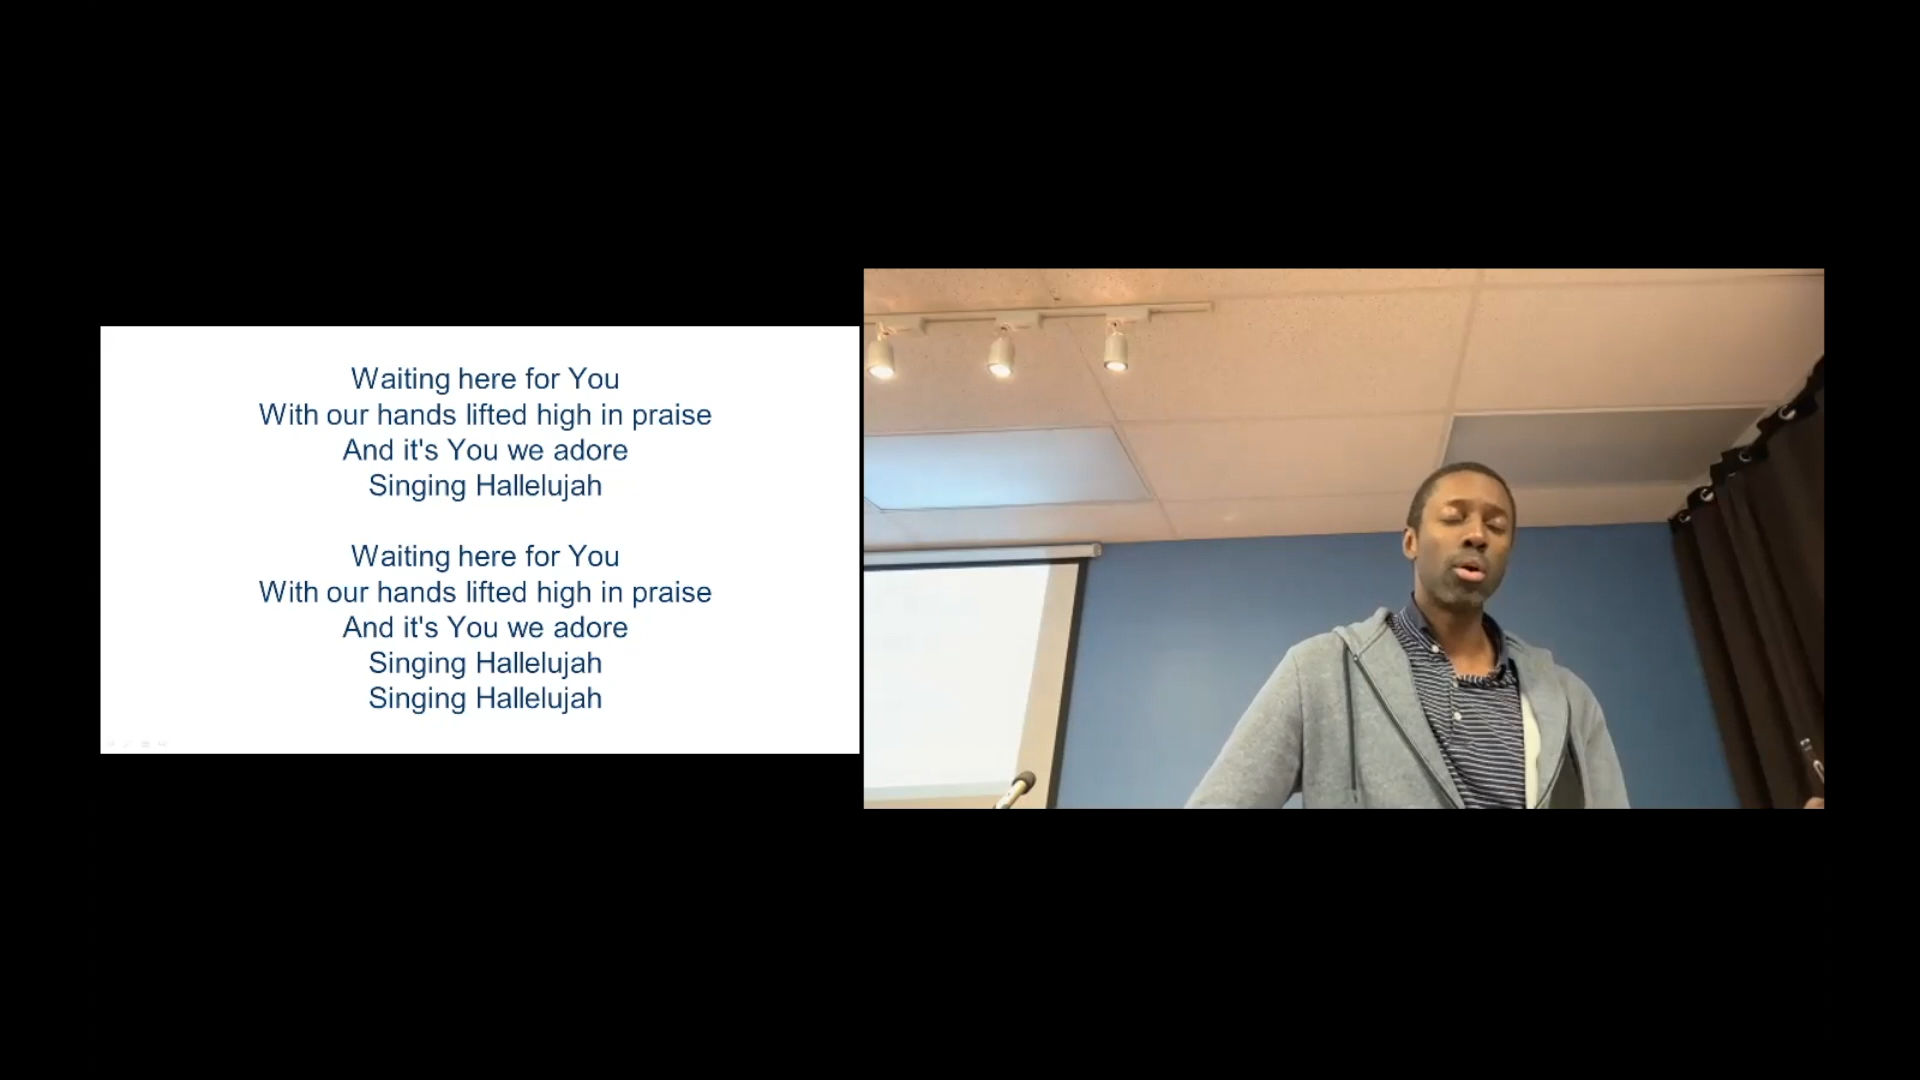 Waiting here for You
With our hands lifted high in praise
And it's You we adore
Singing Hallelujah
Waiting here for You
With our hands lifted high in praise
And it's You we adore
Singing Hallelujah
Singing Hallelujah